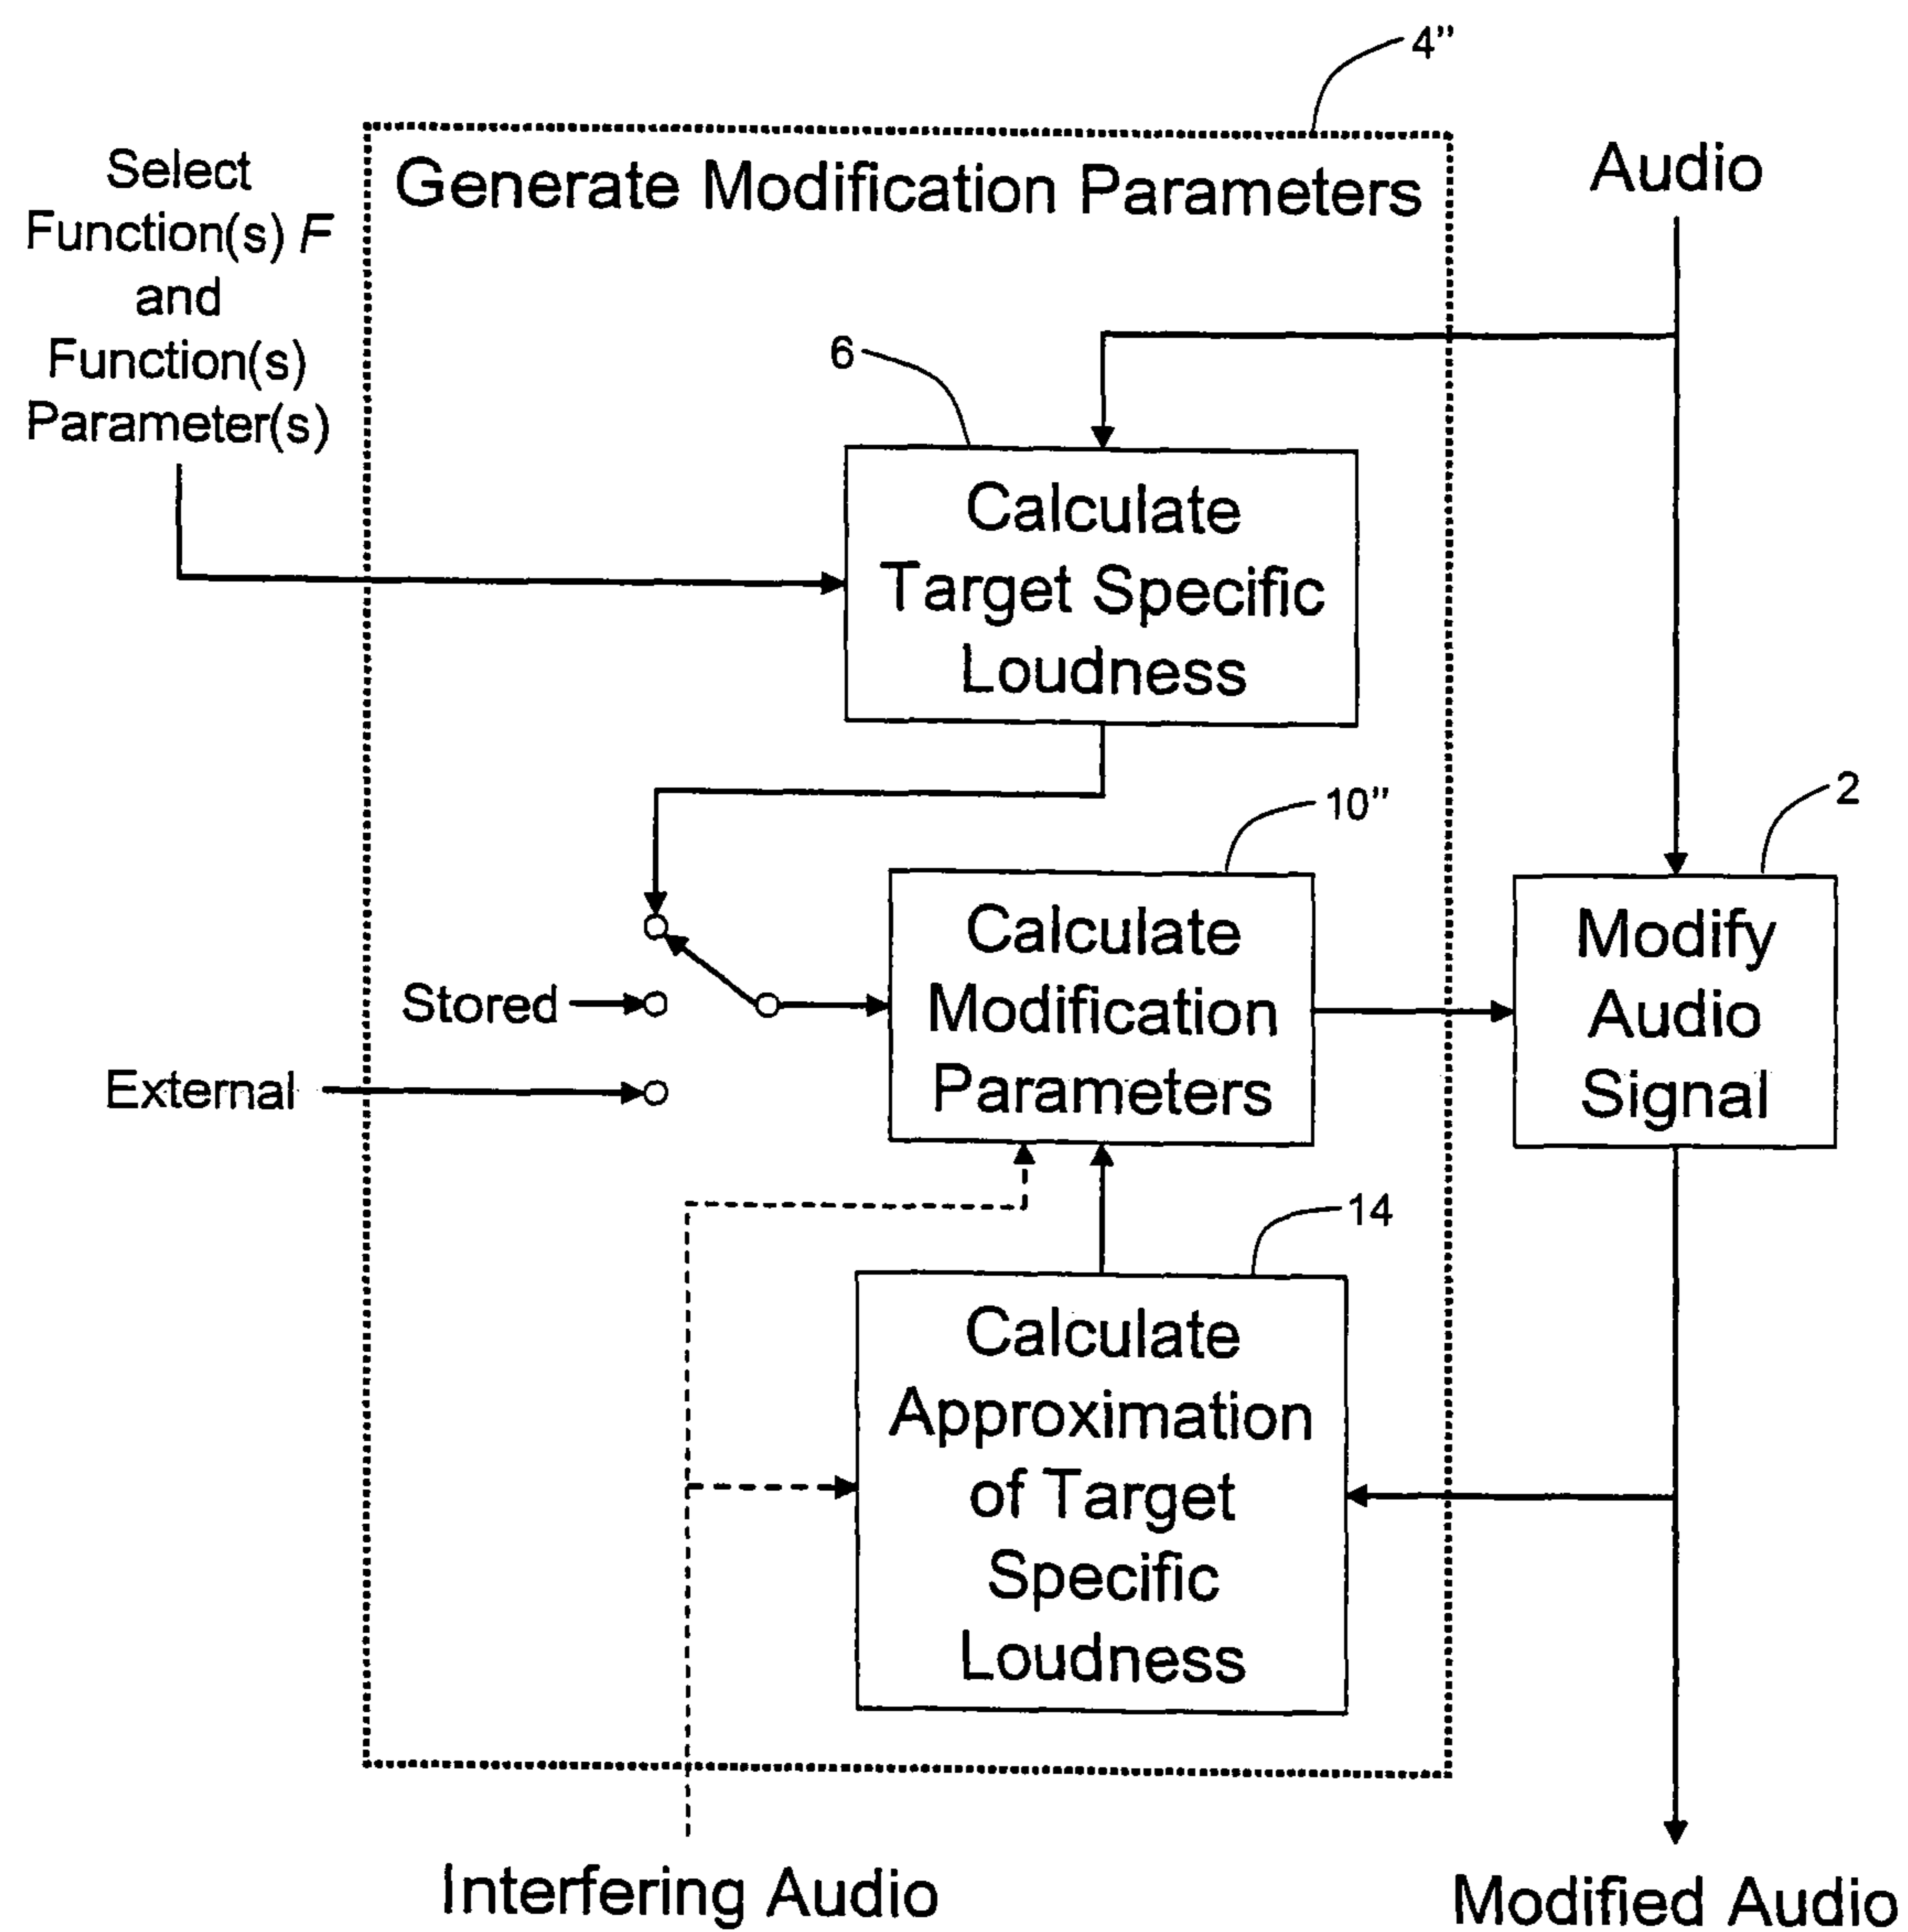 4”
Select
Function(s) F
and
Function(s)
Parameter(s)
Generate Modification Parameters
Audio
6
Calculate
Target Specific
Loudness
10”
2
Calculate
Modification
Parameters
Modify
Audio
Signal
Stored
External
14
Calculate
Approximation
of Target
Specific
Loudness
Interfering Audio
Modified Audio